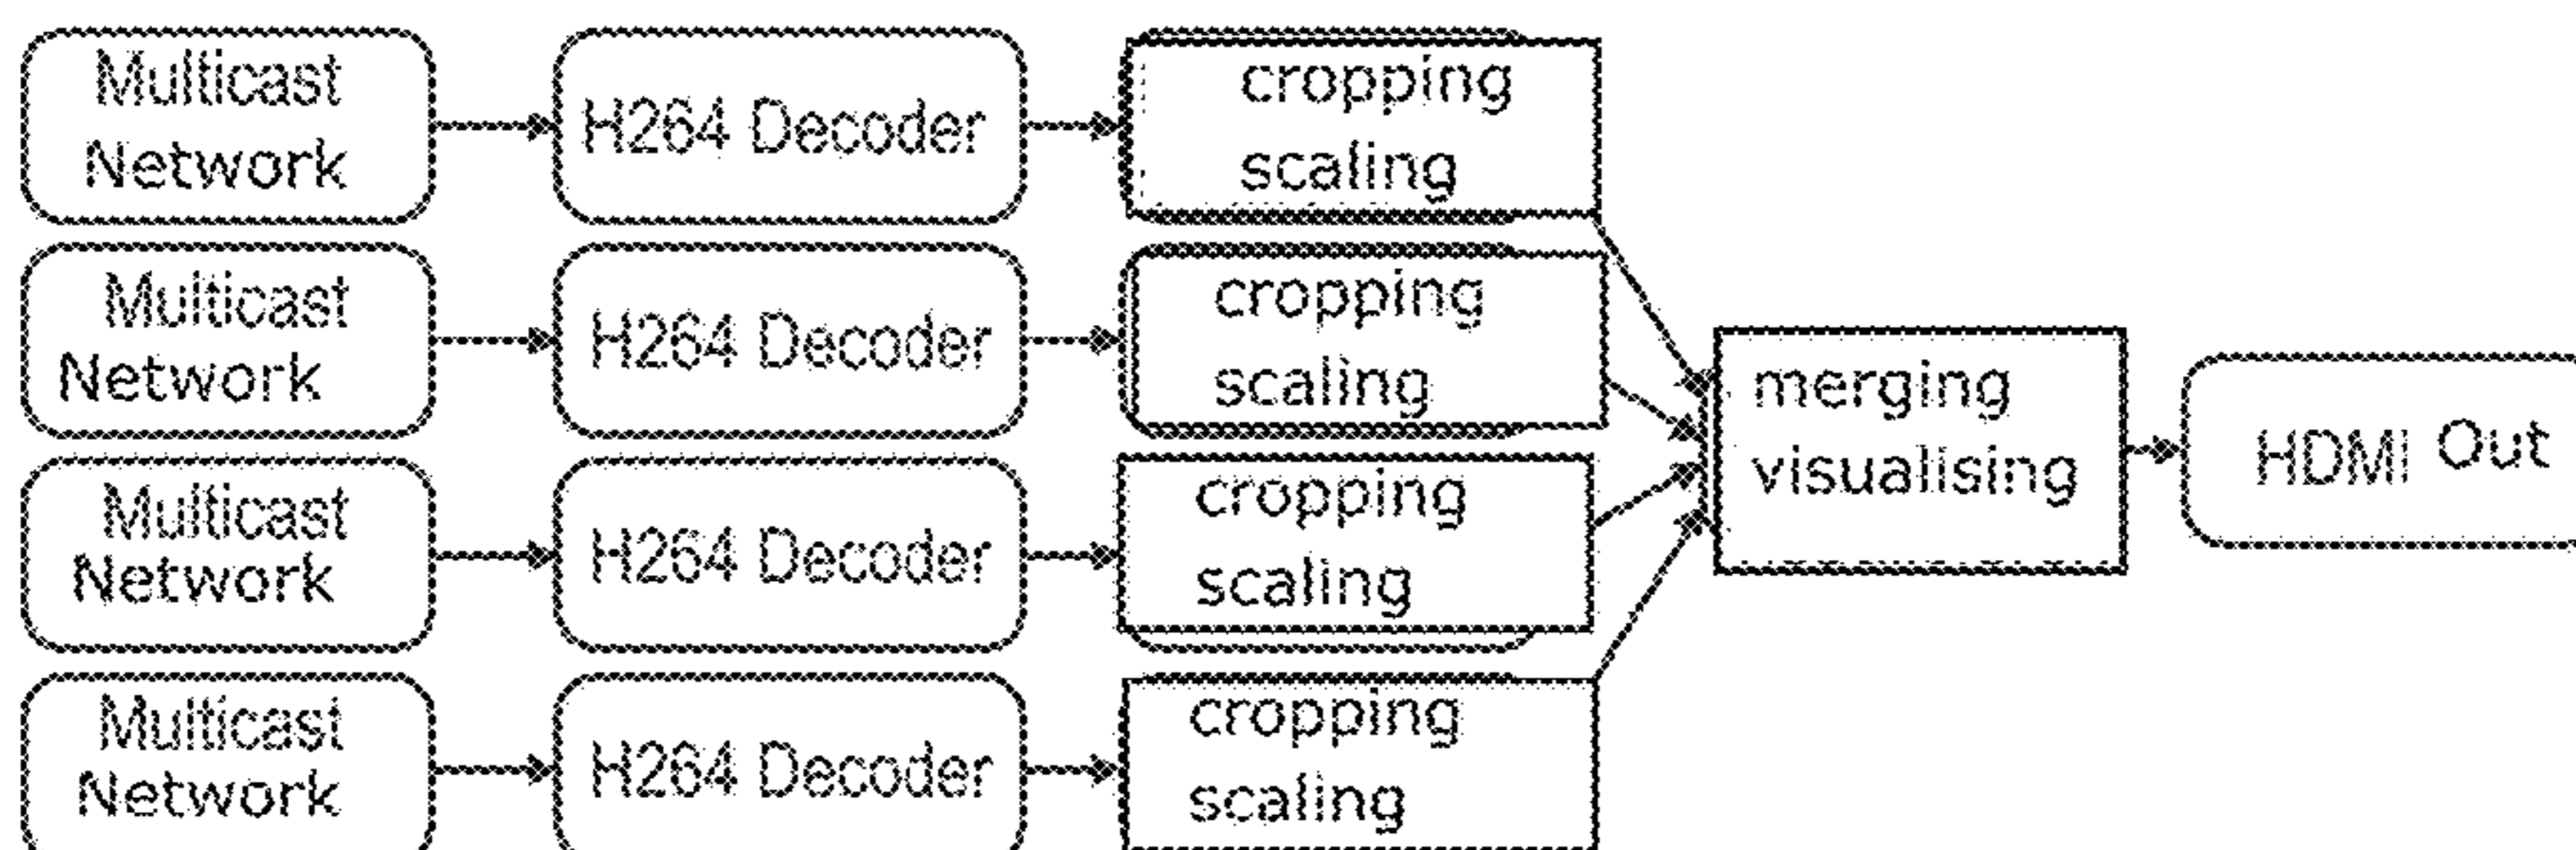 Multicast
Network
H264 Decoder
cropping
scaling
Multicast
Network
H264 Decoder
cropping
scaling
Multicast
Network
H264 Decoder
cropping
scaling
Multicast
Network
H264 Decoder
cropping
scaling
merging
visualising
HDMI Out